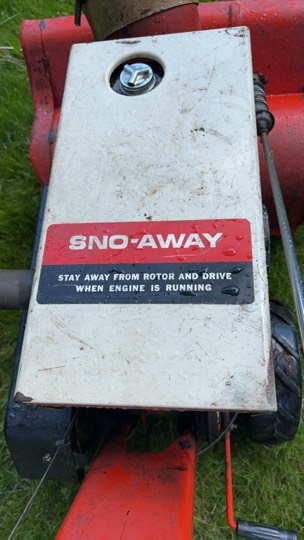 SNO-AWAY
STAY AWAY FROM ROTOR AND DRIVE
WHEN ENGINE IS RUNNING